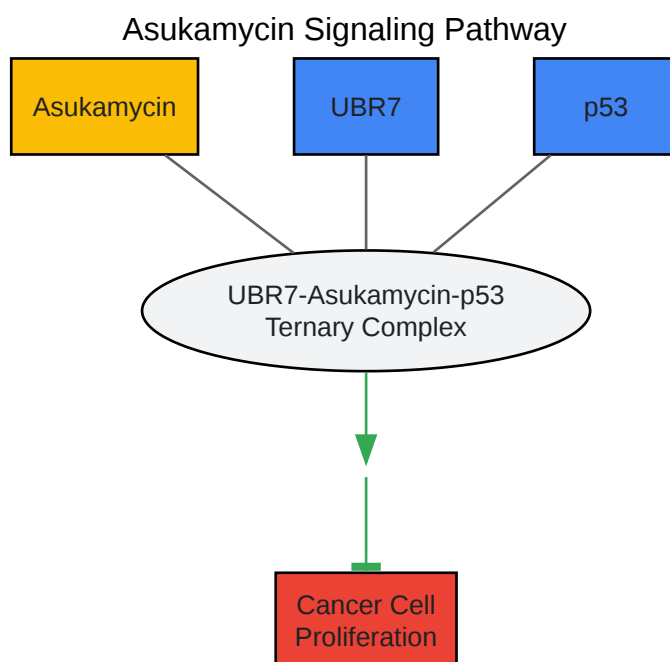 Asukamycin Signaling Pathway
Asukamycin
UBR7
p53
UBR7-Asukamycin-p53
Ternary Complex
Cancer Cell
Proliferation